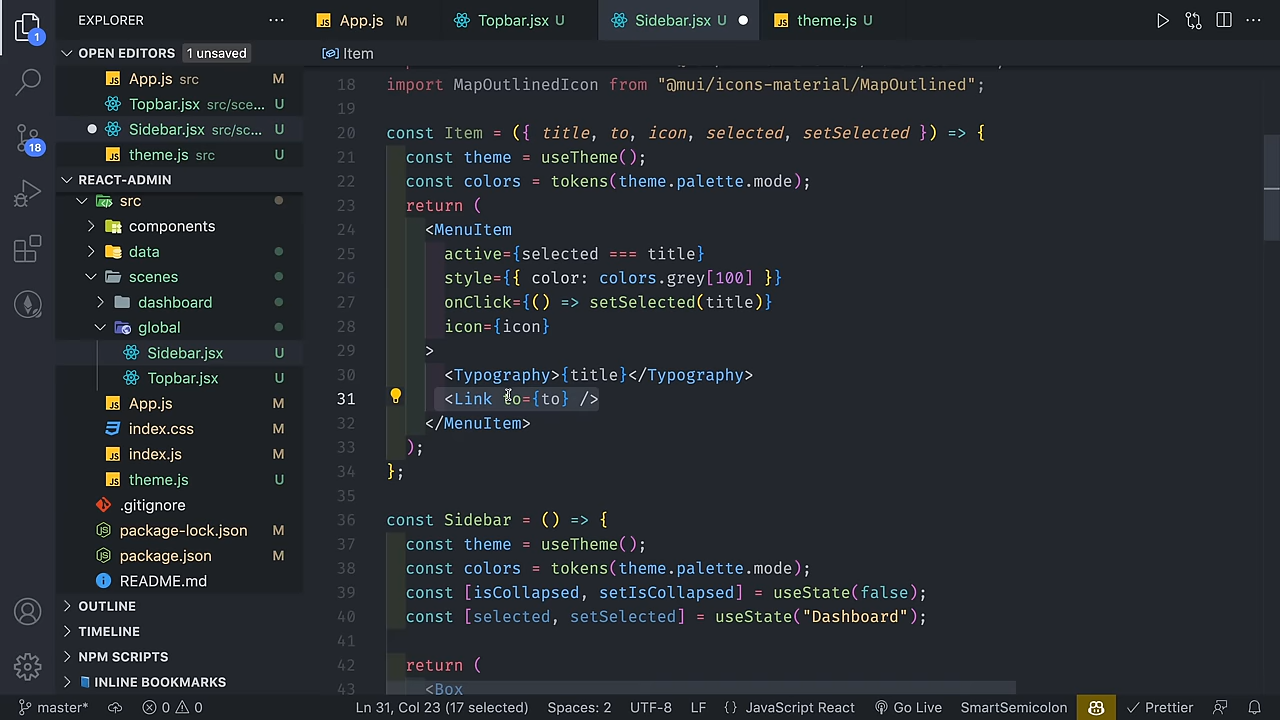 EXPLORER
OPEN EDITORS 1 unsaved
App.js src M
Topbar.jsx src/sce... U
Sidebar.jsx src/sc... U
theme.js src U
REACT-ADMIN
src
components
data
scenes
dashboard
global
Sidebar.jsx U
Topbar.jsx U
App.js M
index.css M
index.js M
theme.js U
.gitignore
package-lock.json M
package.json M
README.md
OUTLINE
TIMELINE
NPM SCRIPTS
INLINE BOOKMARKS
1
18
App.js M
Topbar.jsx U
Sidebar.jsx U
theme.js U
Item
18 import MapOutlinedIcon from "@mui/icons-material/MapOutlined";
19
20 const Item = ({ title, to, icon, selected, setSelected }) => {
21 const theme = useTheme();
22 const colors = tokens(theme.palette.mode);
23 return (
24 <MenuItem
25 active={selected === title}
26 style={{ color: colors.grey[100] }}
27 onClick={() => setSelected(title)}
28 icon={icon}
29 >
30 <Typography>{title}</Typography>
31 <Link to={to} />
32 </MenuItem>
33 );
34 };
35
36 const Sidebar = () => {
37 const theme = useTheme();
38 const colors = tokens(theme.palette.mode);
39 const [isCollapsed, setIsCollapsed] = useState(false);
40 const [selected, setSelected] = useState("Dashboard");
41
42 return (
43 <Box
master* 0 0 Ln 31, Col 23 (17 selected) Spaces: 2 UTF-8 LF {} JavaScript React Go Live SmartSemicolon Prettier